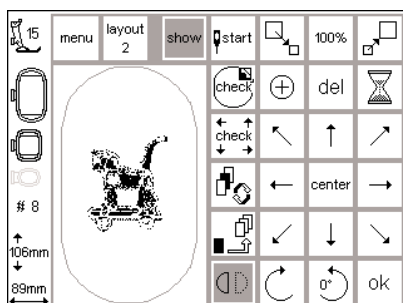 15
menu
layout
2
show
start
100%
check
del
check
center
# 8
106mm
89mm
0°
ok